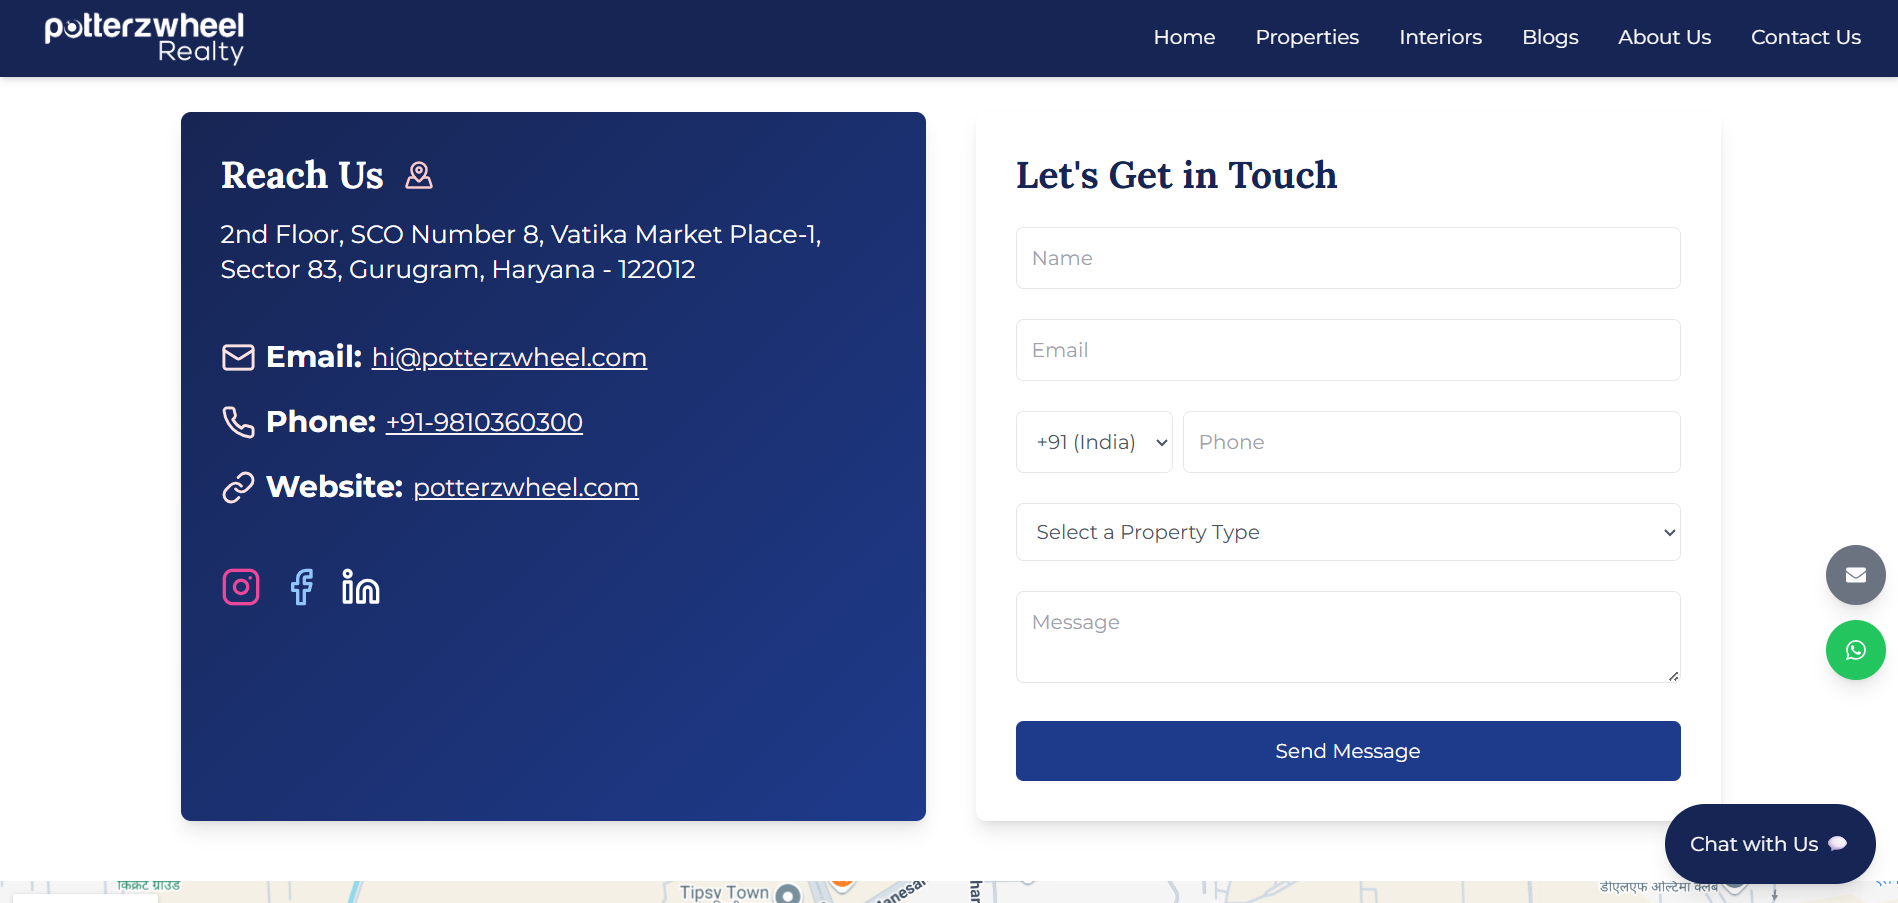 potterzwheel
Realty
Home
Properties
Interiors
Blogs
About Us
Contact Us
Reach Us
2nd Floor, SCO Number 8, Vatika Market Place-1,
Sector 83, Gurugram, Haryana - 122012
Email: hi@potterzwheel.com
Phone: +91-9810360300
Website: potterzwheel.com
Let's Get in Touch
Name
Email
+91 (India)
Phone
Select a Property Type
Message
Send Message
Chat with Us
क्रिकेट ग्राउंड
Tipsy Town
Manesar
डीएलएफ अल्टिमा क्लब